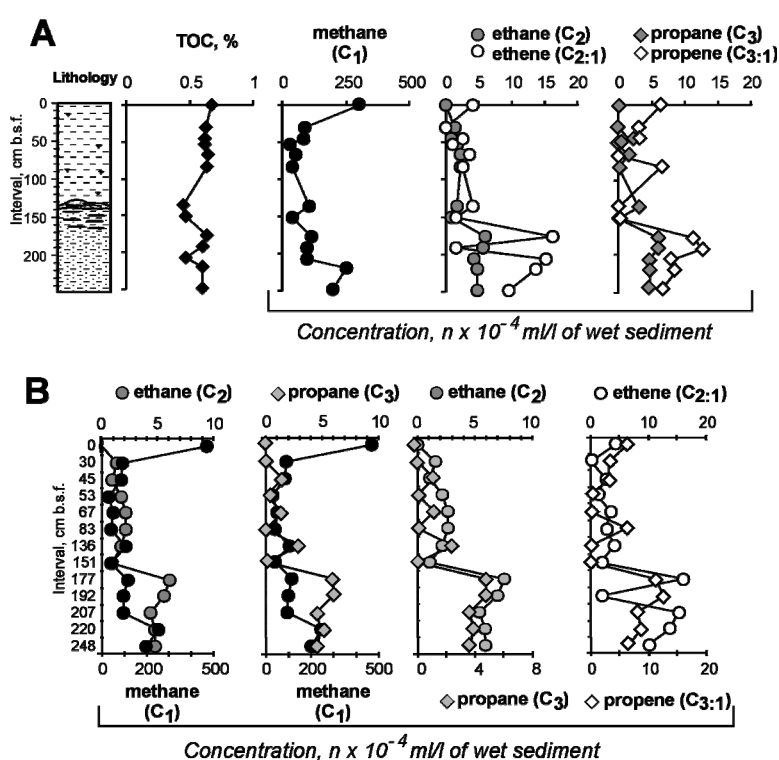 A
TOC, %
methane
(C1)
ethane (C2)
ethene (C2:1)
propane (C3)
propene (C3:1)
Lithology
0 0.5 1
0 250 500
0 5 10 15 20
0 5 10 15 20
Interval, cm b.s.f.
0
50
100
150
200
Concentration, n x 10-4 ml/l of wet sediment
B
ethane (C2)
propane (C3)
ethane (C2)
ethene (C2:1)
0 5 10
0 5 10
0 5 10
0 10 20
Interval, cm b.s.f.
0
30
45
53
67
83
136
151
177
192
207
220
248
0 200 500
0 200 500
0 4 8
0 10 20
methane
(C1)
methane
(C1)
propane (C3)
propene (C3:1)
Concentration, n x 10-4 ml/l of wet sediment